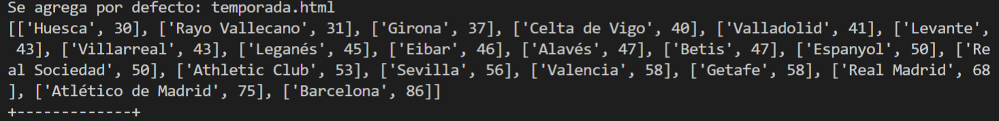 Se agrega por defecto: temporada.html
[['Huesca', 30], ['Rayo Vallecano', 31], ['Girona', 37], ['Celta de Vigo', 40], ['Valladolid', 41], ['Levante',
 43], ['Villarreal', 43], ['Leganés', 45], ['Eibar', 46], ['Alavés', 47], ['Betis', 47], ['Espanyol', 50], ['Re
al Sociedad', 50], ['Athletic Club', 53], ['Sevilla', 56], ['Valencia', 58], ['Getafe', 58], ['Real Madrid', 68
], ['Atlético de Madrid', 75], ['Barcelona', 86]]
+-------------+